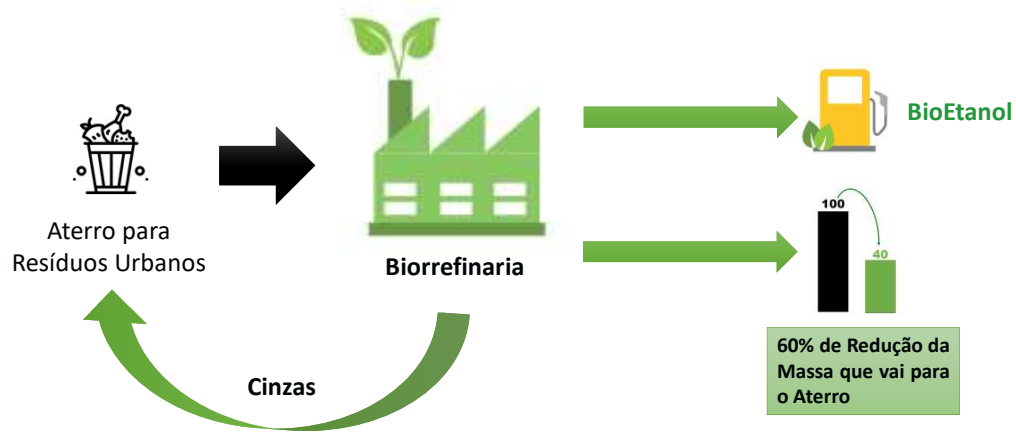 BioEtanol
100
40
Aterro para
Resíduos Urbanos
Biorrefinaria
60% de Redução da
Massa que vai para
o Aterro
Cinzas